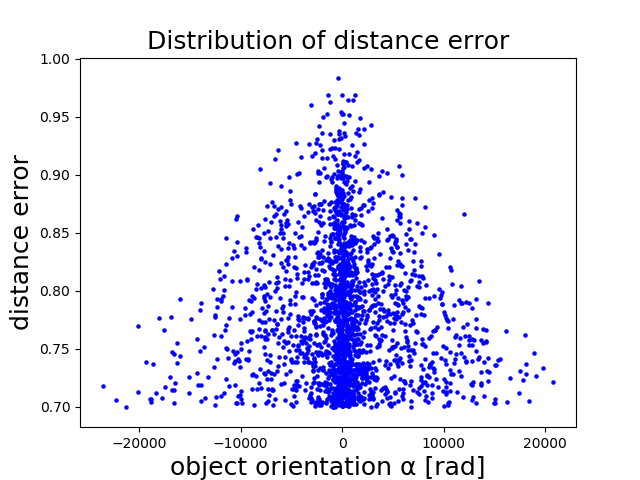 Distribution of distance error
1.00
0.95
0.90
0.85
0.80
0.75
0.70
distance error
−20000 −10000 0 10000 20000
object orientation α [rad]